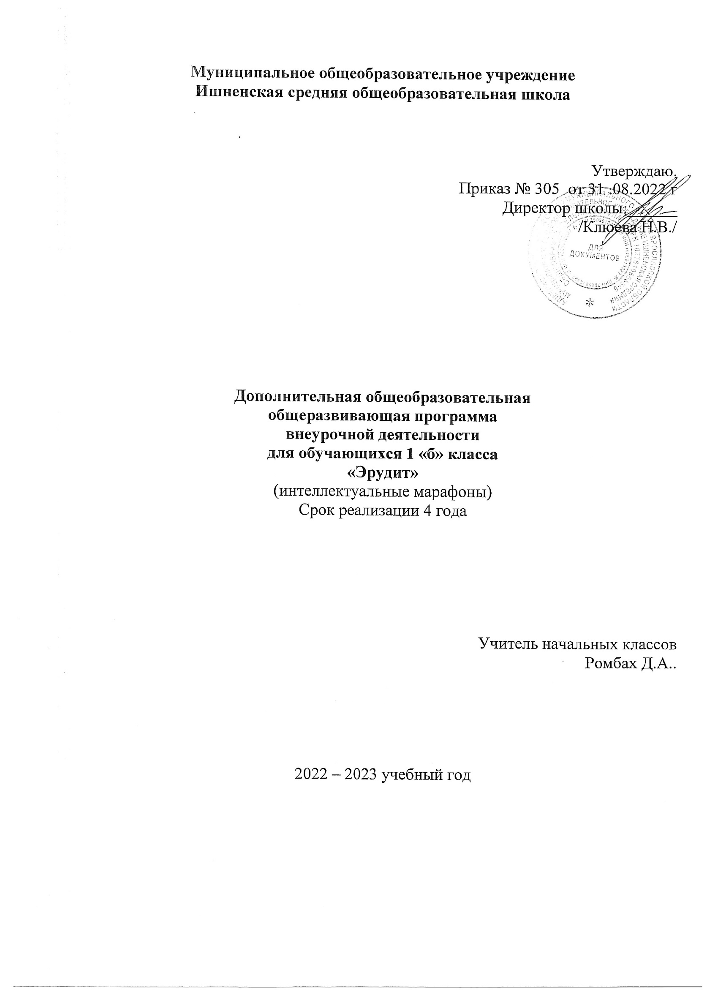 Муниципальное общеобразовательное учреждение
Ишненская средняя общеобразовательная школа
Утверждаю.
Приказ № 305 от 31 .08.2022 г
Директор школы:______
/Клюева Н.В./
ДЛЯ
ДОКУМЕНТОВ
Дополнительная общеобразовательная
общеразвивающая программа
внеурочной деятельности
для обучающихся 1 «б» класса
«Эрудит»
(интеллектуальные марафоны)
Срок реализации 4 года
Учитель начальных классов
Ромбах Д.А..
2022 – 2023 учебный год